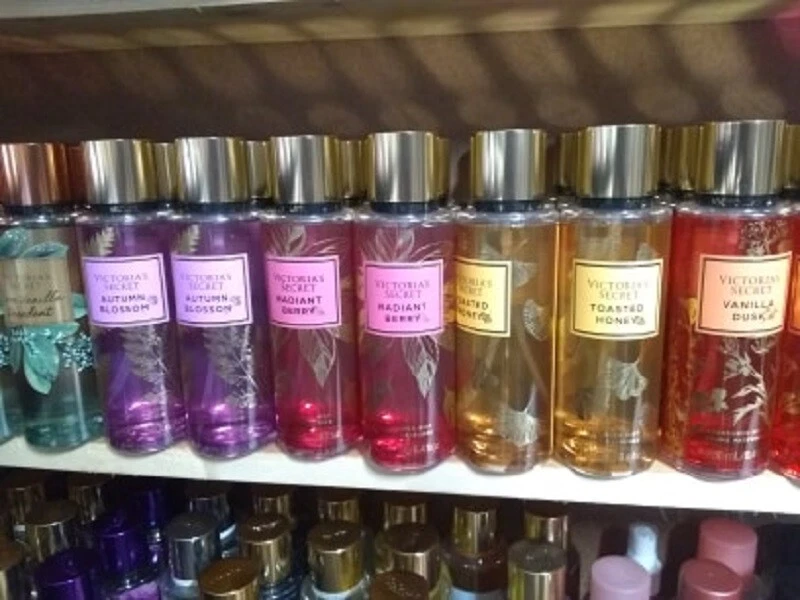 VICTORIA'S
SECRET
AUTUMN
BLOSSOM
VICTORIA'S
SECRET
AUTUMN
BLOSSOM
VICTORIA'S
SECRET
RADIANT
BERRY
VICTORIA'S
SECRET
RADIANT
BERRY
VICTORIA'S
SECRET
TOASTED
HONEY
VICTORIA'S
SECRET
TOASTED
HONEY
VICTORIA'S
SECRET
VANILLA
DUSK